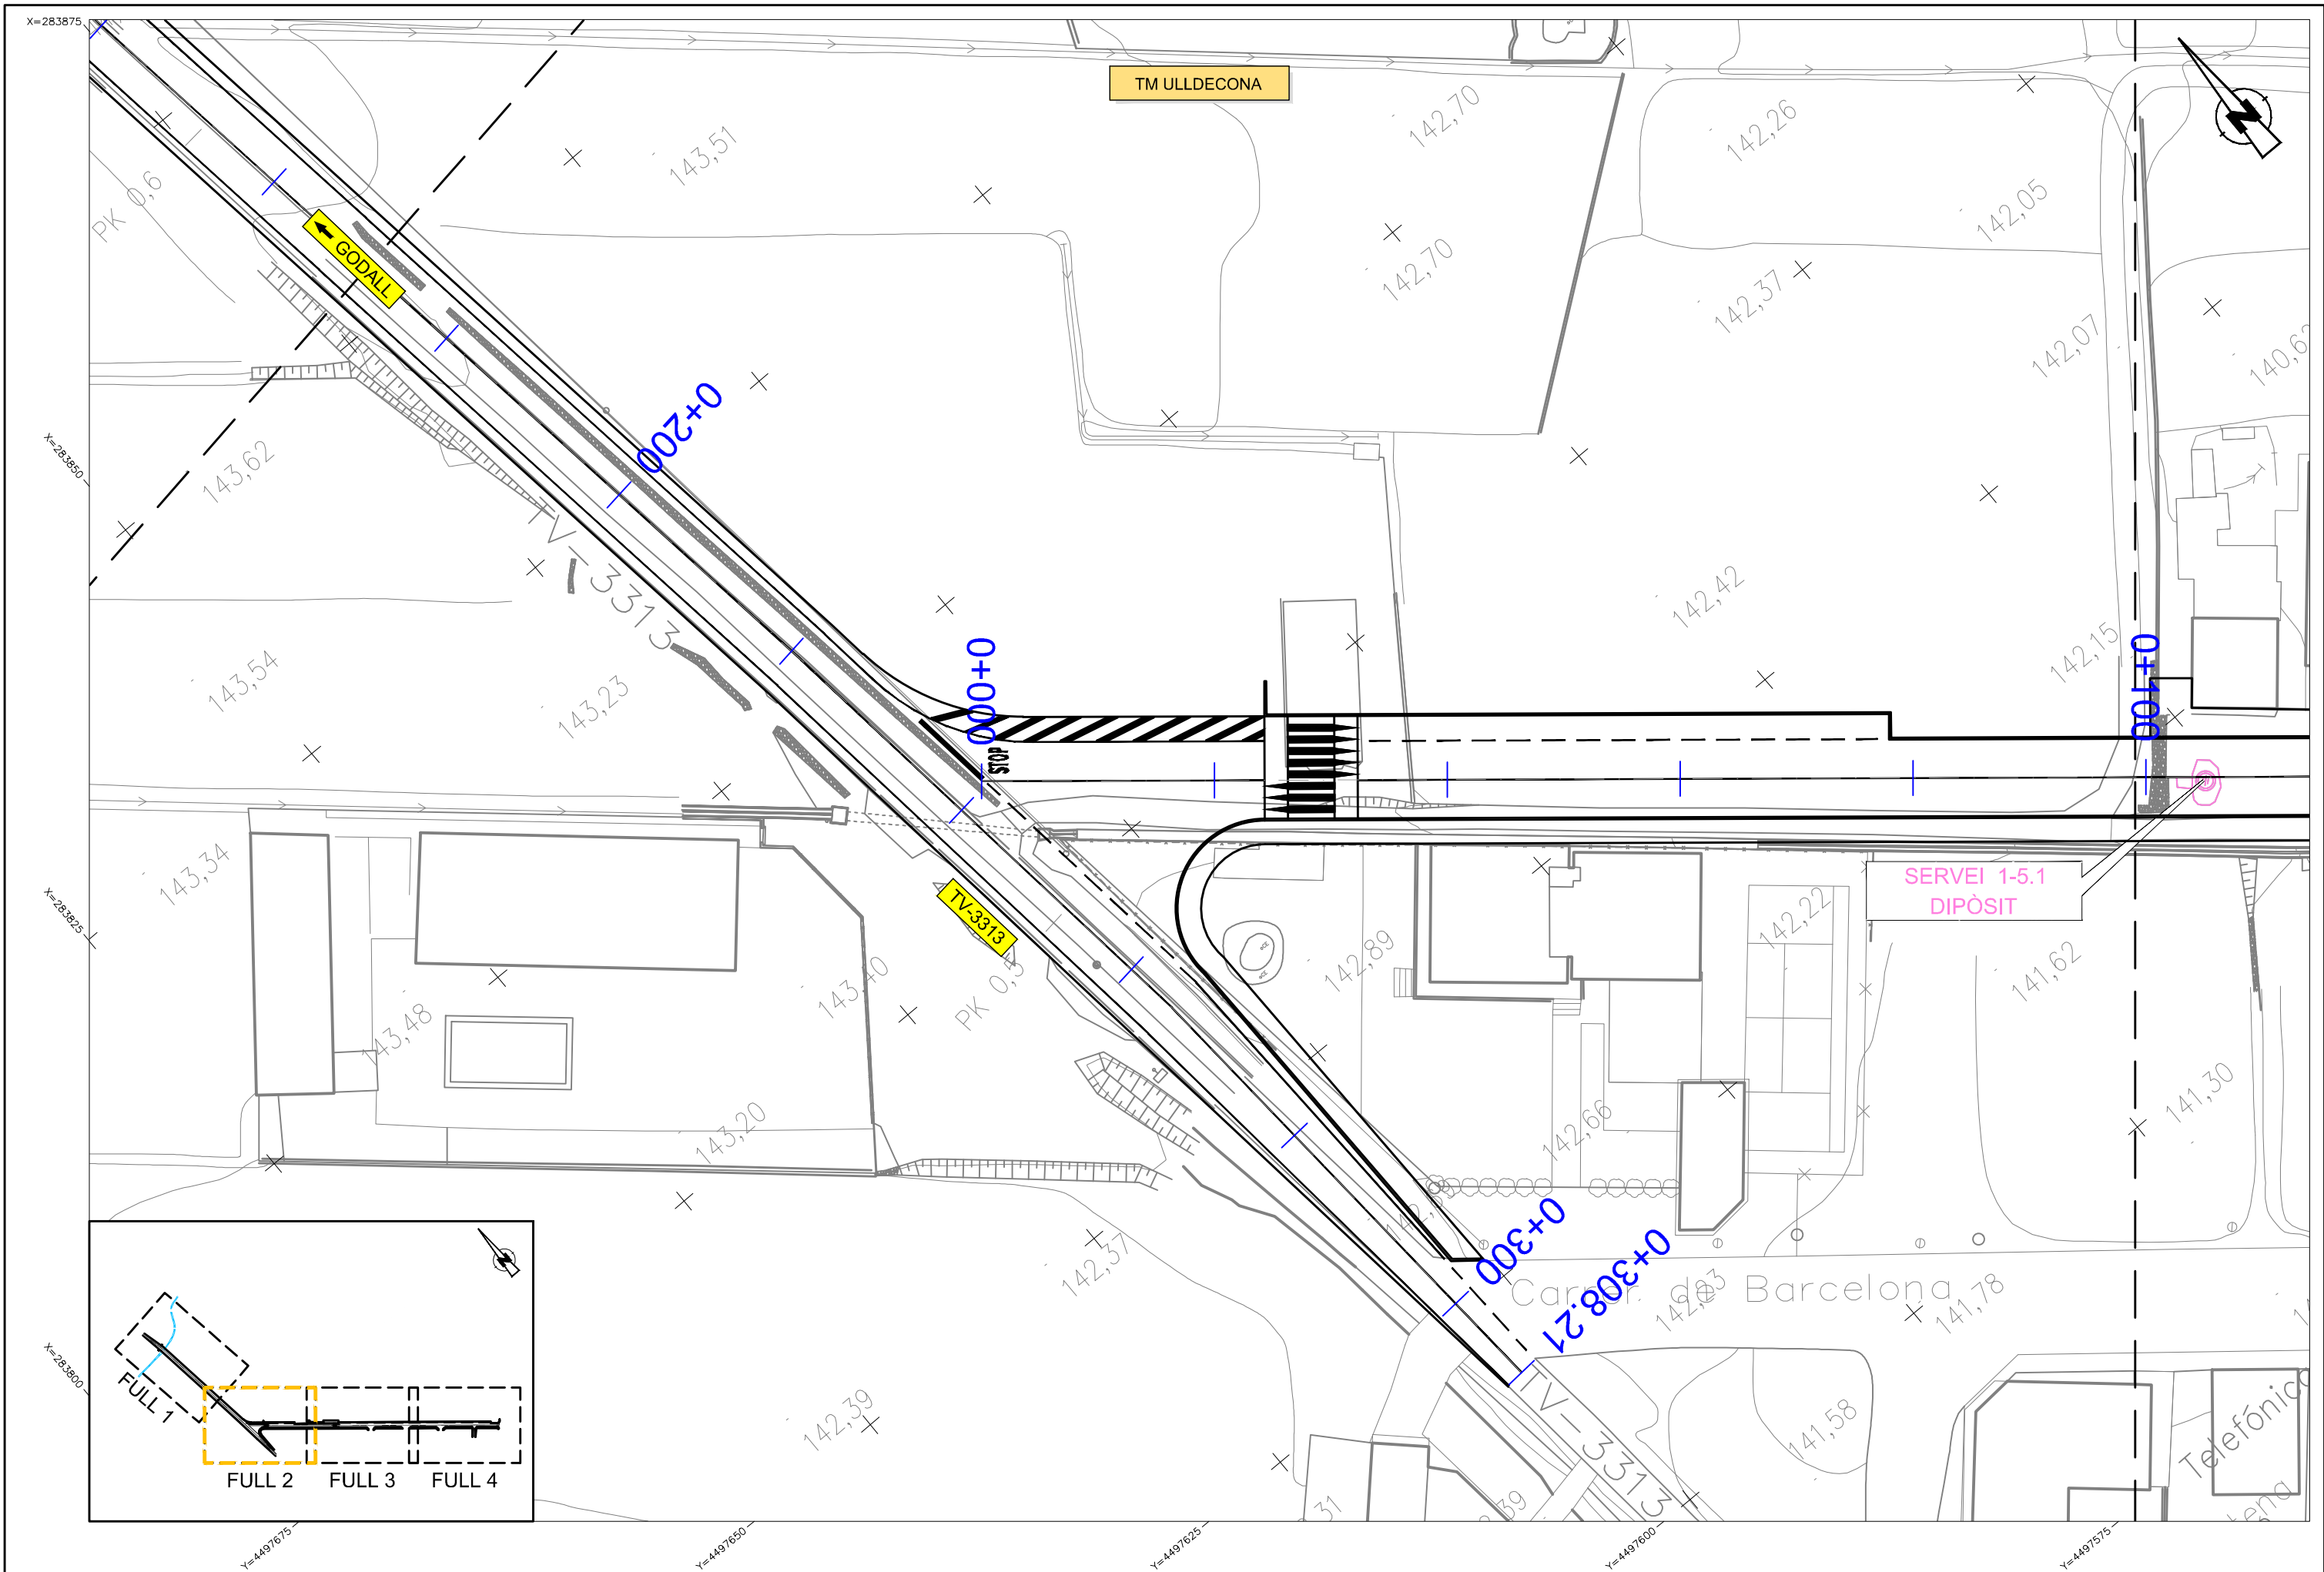 X=283875
TM ULLDECONA
142,70
142,26
143,51
PK 0,6
142,05
GODALL
142,70
142,37
142,07
0+200
X=283850
143,62
TV-3313
142,42
143,54
143,23
0+000
STOP
142,15
0+100
143,34
SERVEI 1-5.1
DIPÒSIT
X=283825
TV-3313
142,22
142,89
143,40
PK 0,5
141,62
143,48
141,30
143,20
142,66
0+300
142,37
0+308.21
Carrer de Barcelona
141,78
X=283800
FULL 1
142,39
141,58
TV-3313
Telefónic
FULL 2
FULL 3
FULL 4
Y=4497675
Y=4497650
Y=4497625
Y=4497600
Y=4497575